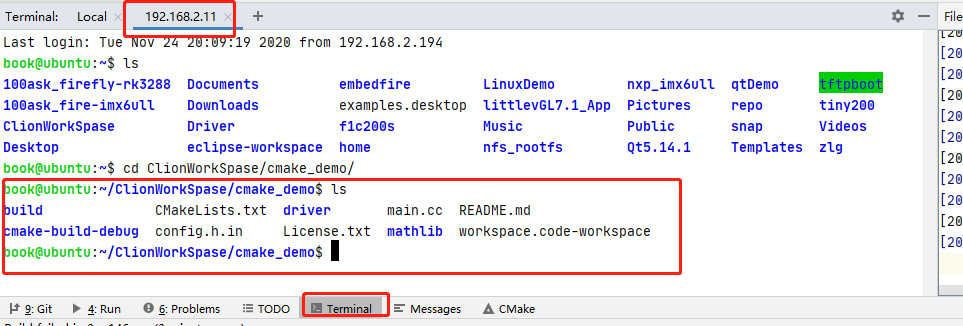 Terminal: Local × 192.168.2.11 × +
Last login: Tue Nov 24 20:09:19 2020 from 192.168.2.194
book@ubuntu:~$ ls
100ask_firefly-rk3288 Documents embedfire LinuxDemo nxp_imx6ull qtDemo tftpboot
100ask_fire-imx6ull Downloads examples.desktop littlevGL7.1_App Pictures repo tiny200
ClionWorkSpase Driver f1c200s Music Public snap Videos
Desktop eclipse-workspace home nfs_rootfs Qt5.14.1 Templates zlg
book@ubuntu:~$ cd ClionWorkSpase/cmake_demo/
book@ubuntu:~/ClionWorkSpase/cmake_demo$ ls
build CMakeLists.txt driver main.cc README.md
cmake-build-debug config.h.in License.txt mathlib workspace.code-workspace
book@ubuntu:~/ClionWorkSpase/cmake_demo$
File
[20
[20
[20
[20
[20
[20
[20
[20
[20
[20
9: Git 4: Run 6: Problems TODO Terminal Messages CMake